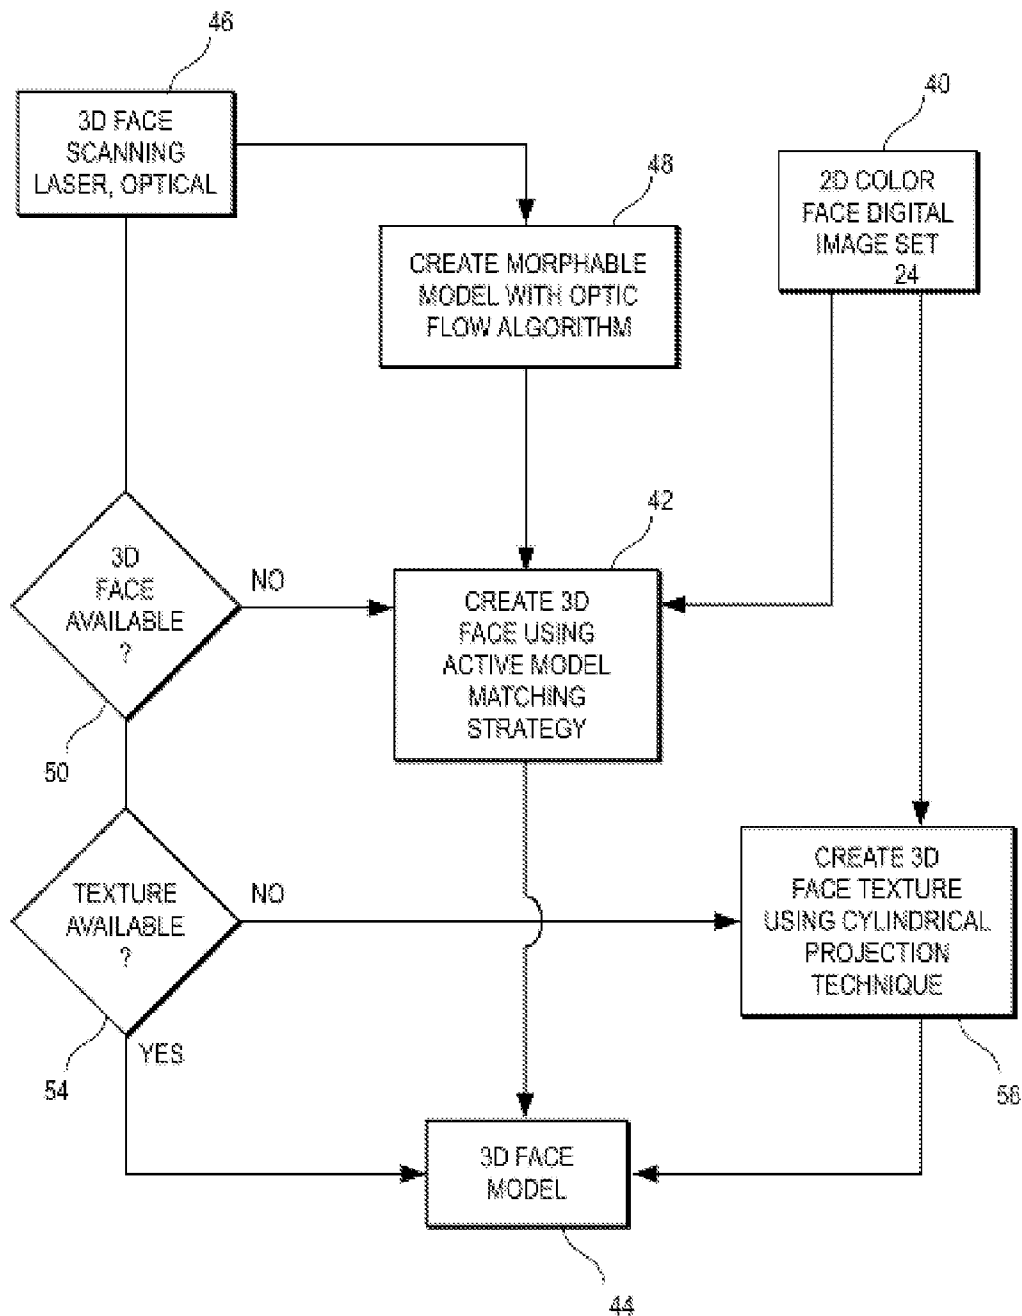 46
3D FACE
SCANNING
LASER, OPTICAL
40
2D COLOR
FACE DIGITAL
IMAGE SET
24
48
CREATE MORPHABLE
MODEL WITH OPTIC
FLOW ALGORITHM
42
3D
FACE
AVAILABLE
?
NO
50
CREATE 3D
FACE USING
ACTIVE MODEL
MATCHING
STRATEGY
TEXTURE
AVAILABLE
?
NO
YES
54
CREATE 3D
FACE TEXTURE
USING CYLINDRICAL
PROJECTION
TECHNIQUE
56
3D FACE
MODEL
44